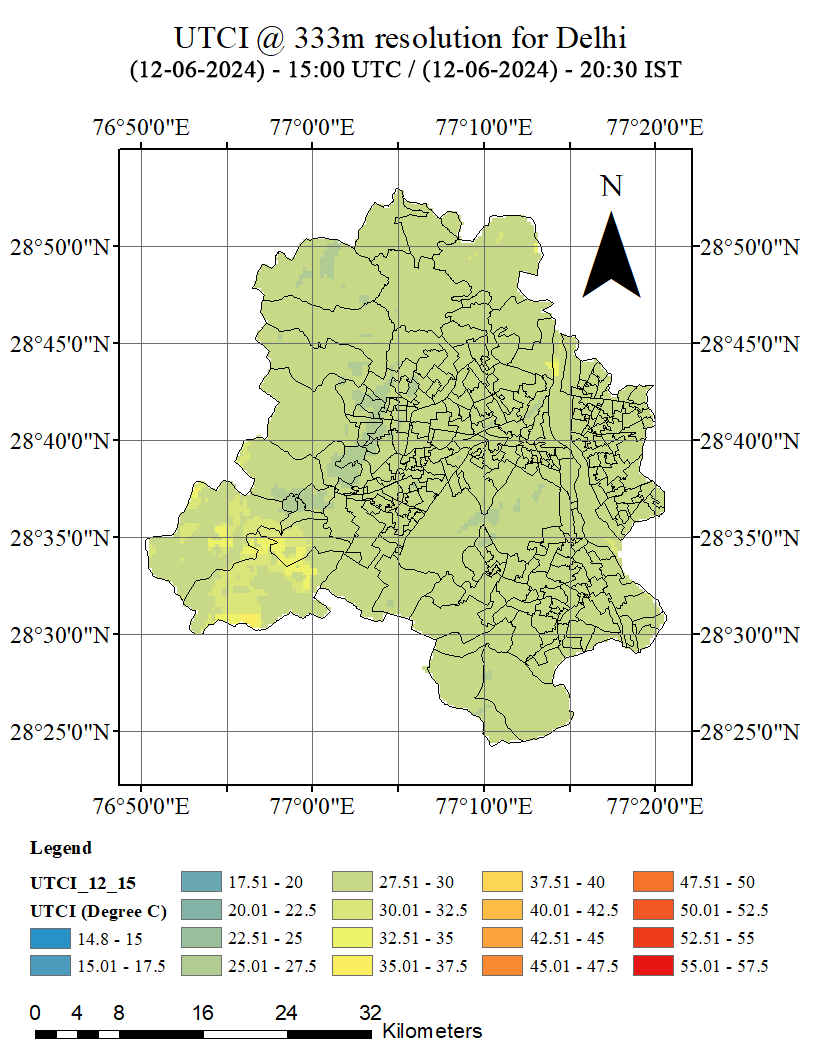 UTCI @ 333m resolution for Delhi
(12-06-2024) - 15:00 UTC / (12-06-2024) - 20:30 IST
76°50'0"E 77°0'0"E 77°10'0"E 77°20'0"E
N
28°50'0"N 28°50'0"N
28°45'0"N 28°45'0"N
28°40'0"N 28°40'0"N
28°35'0"N 28°35'0"N
28°30'0"N 28°30'0"N
28°25'0"N 28°25'0"N
76°50'0"E 77°0'0"E 77°10'0"E 77°20'0"E
Legend
UTCI_12_15 17.51 - 20 27.51 - 30 37.51 - 40 47.51 - 50
UTCI (Degree C) 20.01 - 22.5 30.01 - 32.5 40.01 - 42.5 50.01 - 52.5
14.8 - 15 22.51 - 25 32.51 - 35 42.51 - 45 52.51 - 55
15.01 - 17.5 25.01 - 27.5 35.01 - 37.5 45.01 - 47.5 55.01 - 57.5
0 4 8 16 24 32
Kilometers